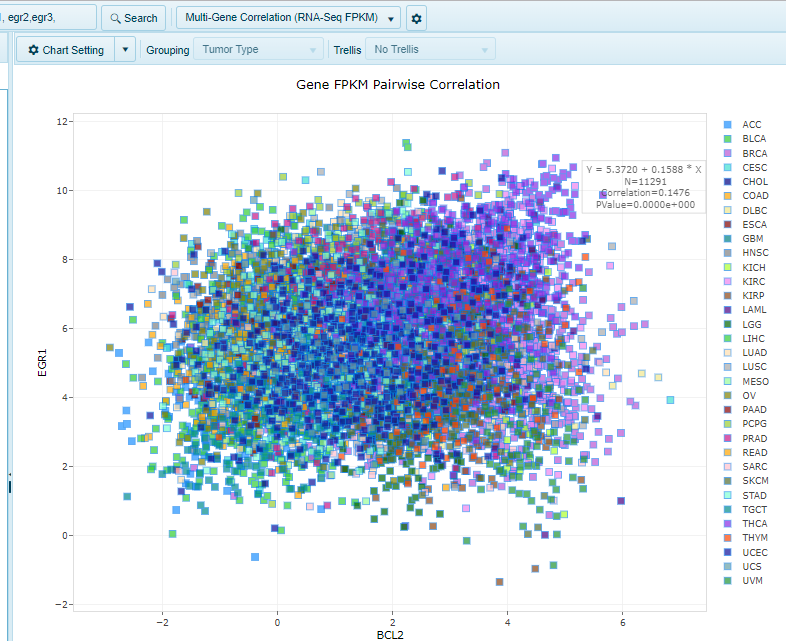 , egr2,egr3,
Search
Multi-Gene Correlation (RNA-Seq FPKM)
Chart Setting
Grouping
Tumor Type
Trellis
No Trellis
Gene FPKM Pairwise Correlation
Y = 5.3720 + 0.1588 * X
N=11291
Correlation=0.1476
PValue=0.0000e+000
12
10
8
6
4
2
0
−2
EGR1
−2
0
2
4
6
BCL2
ACC
BLCA
BRCA
CESC
CHOL
COAD
DLBC
ESCA
GBM
HNSC
KICH
KIRC
KIRP
LAML
LGG
LIHC
LUAD
LUSC
MESO
OV
PAAD
PCPG
PRAD
READ
SARC
SKCM
STAD
TGCT
THCA
THYM
UCEC
UCS
UVM